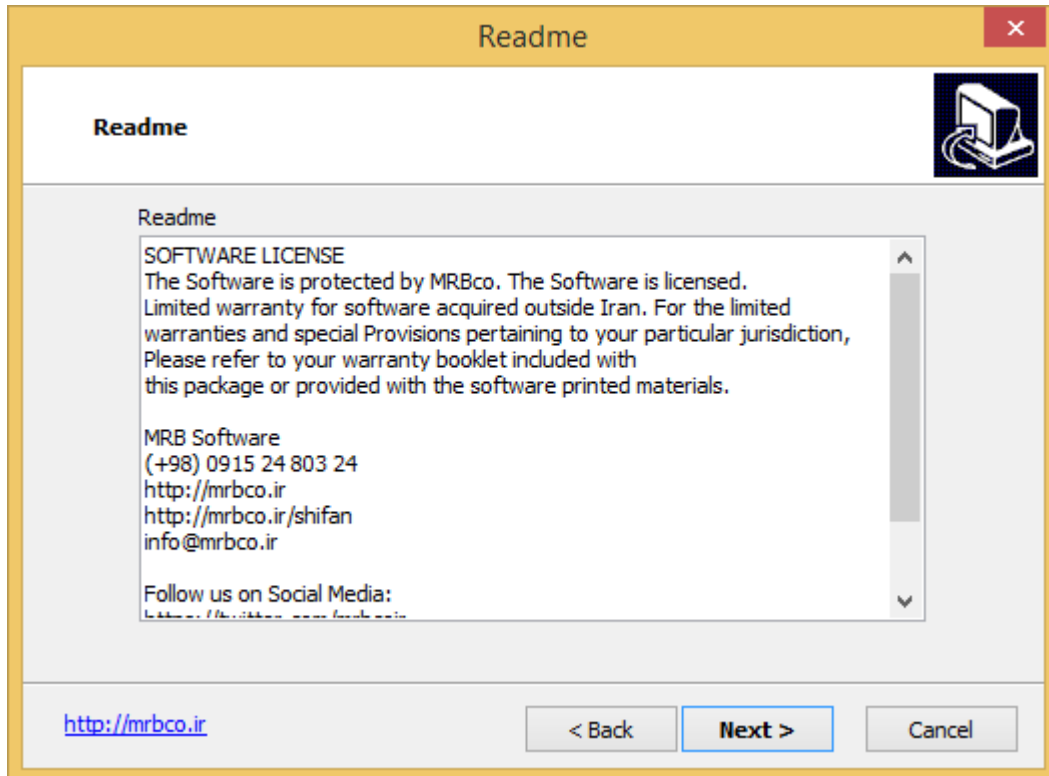 Readme
Readme
Readme
SOFTWARE LICENSE
The Software is protected by MRBco. The Software is licensed.
Limited warranty for software acquired outside Iran. For the limited
warranties and special Provisions pertaining to your particular jurisdiction,
Please refer to your warranty booklet included with
this package or provided with the software printed materials.
MRB Software
(+98) 0915 24 803 24
http://mrbco.ir
http://mrbco.ir/shifan
info@mrbco.ir
Follow us on Social Media:
http://mrbco.ir
< Back
Next >
Cancel